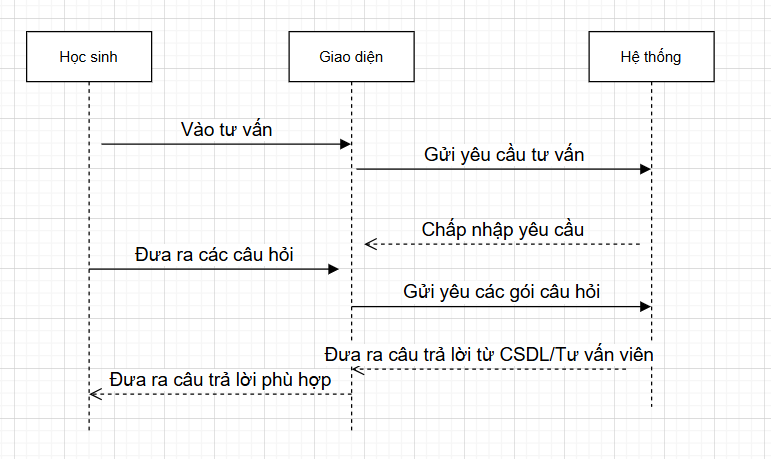 Học sinh
Giao diện
Hệ thống
Vào tư vấn
Gửi yêu cầu tư vấn
Chấp nhập yêu cầu
Đưa ra các câu hỏi
Gửi yêu các gói câu hỏi
Đưa ra câu trả lời từ CSDL/Tư vấn viên
Đưa ra câu trả lời phù hợp